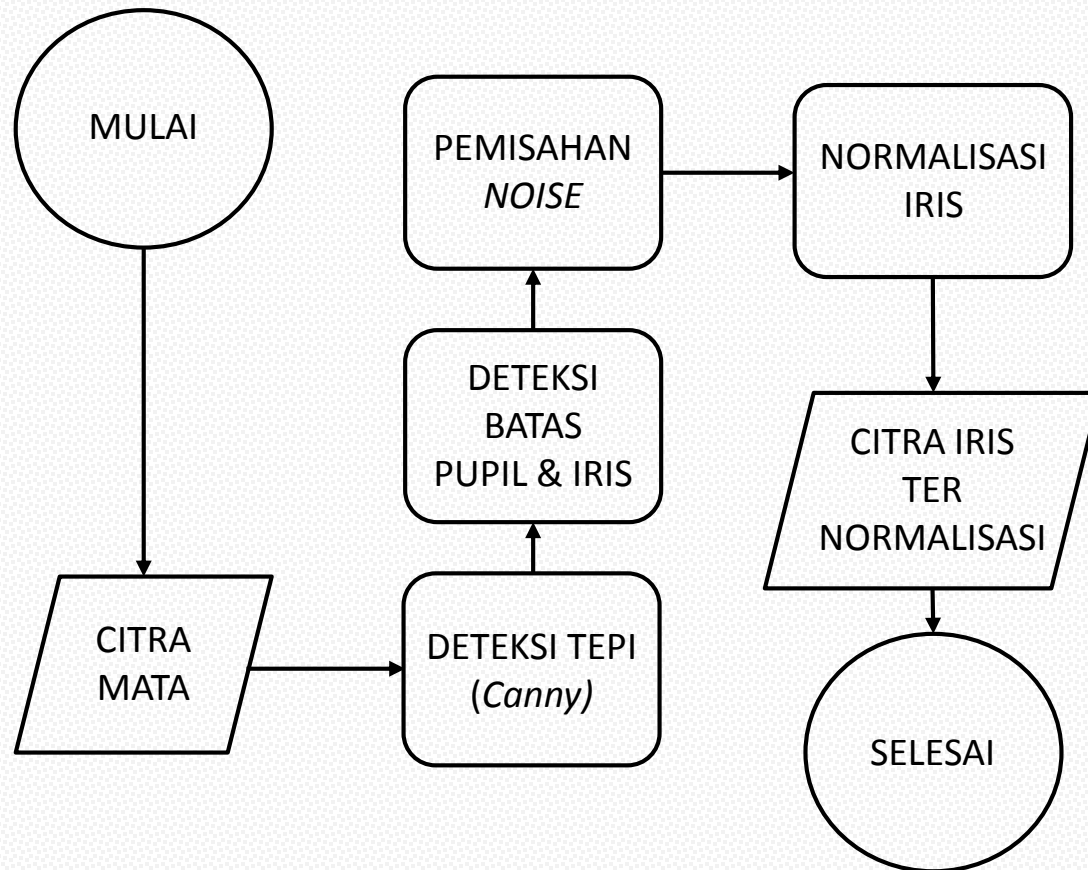 MULAI
CITRA
MATA
DETEKSI TEPI
(Canny)
DETEKSI
BATAS
PUPIL & IRIS
PEMISAHAN
NOISE
NORMALISASI
IRIS
CITRA IRIS
TER
NORMALISASI
SELESAI